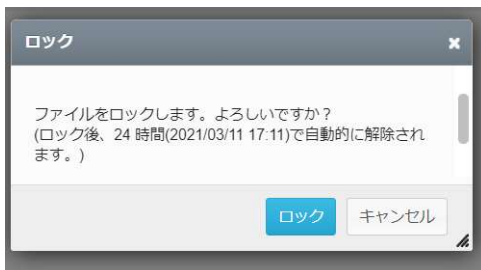 ロック
ファイルをロックします。よろしいですか？
(ロック後、24 時間(2021/03/11 17:11)で自動的に解除され
ます。)
ロック
キャンセル